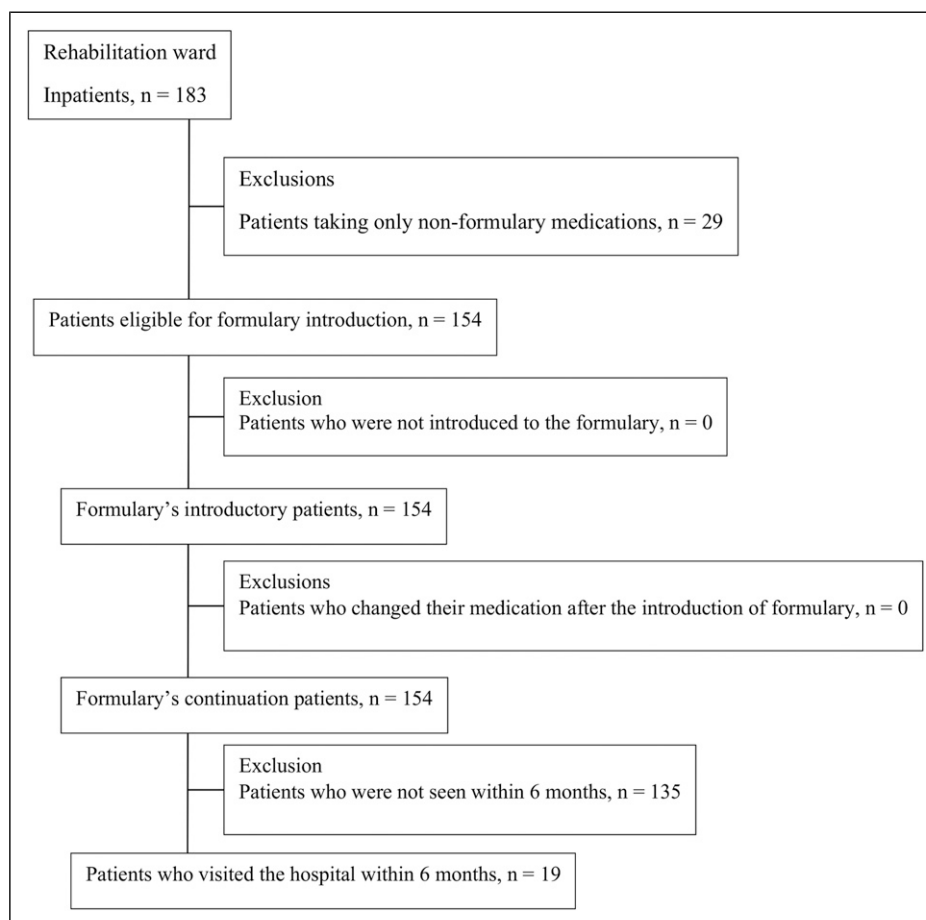 Rehabilitation ward
Inpatients, n = 183
Exclusions
Patients taking only non-formulary medications, n = 29
Patients eligible for formulary introduction, n = 154
Exclusion
Patients who were not introduced to the formulary, n = 0
Formulary’s introductory patients, n = 154
Exclusions
Patients who changed their medication after the introduction of formulary, n = 0
Formulary’s continuation patients, n = 154
Exclusion
Patients who were not seen within 6 months, n = 135
Patients who visited the hospital within 6 months, n = 19